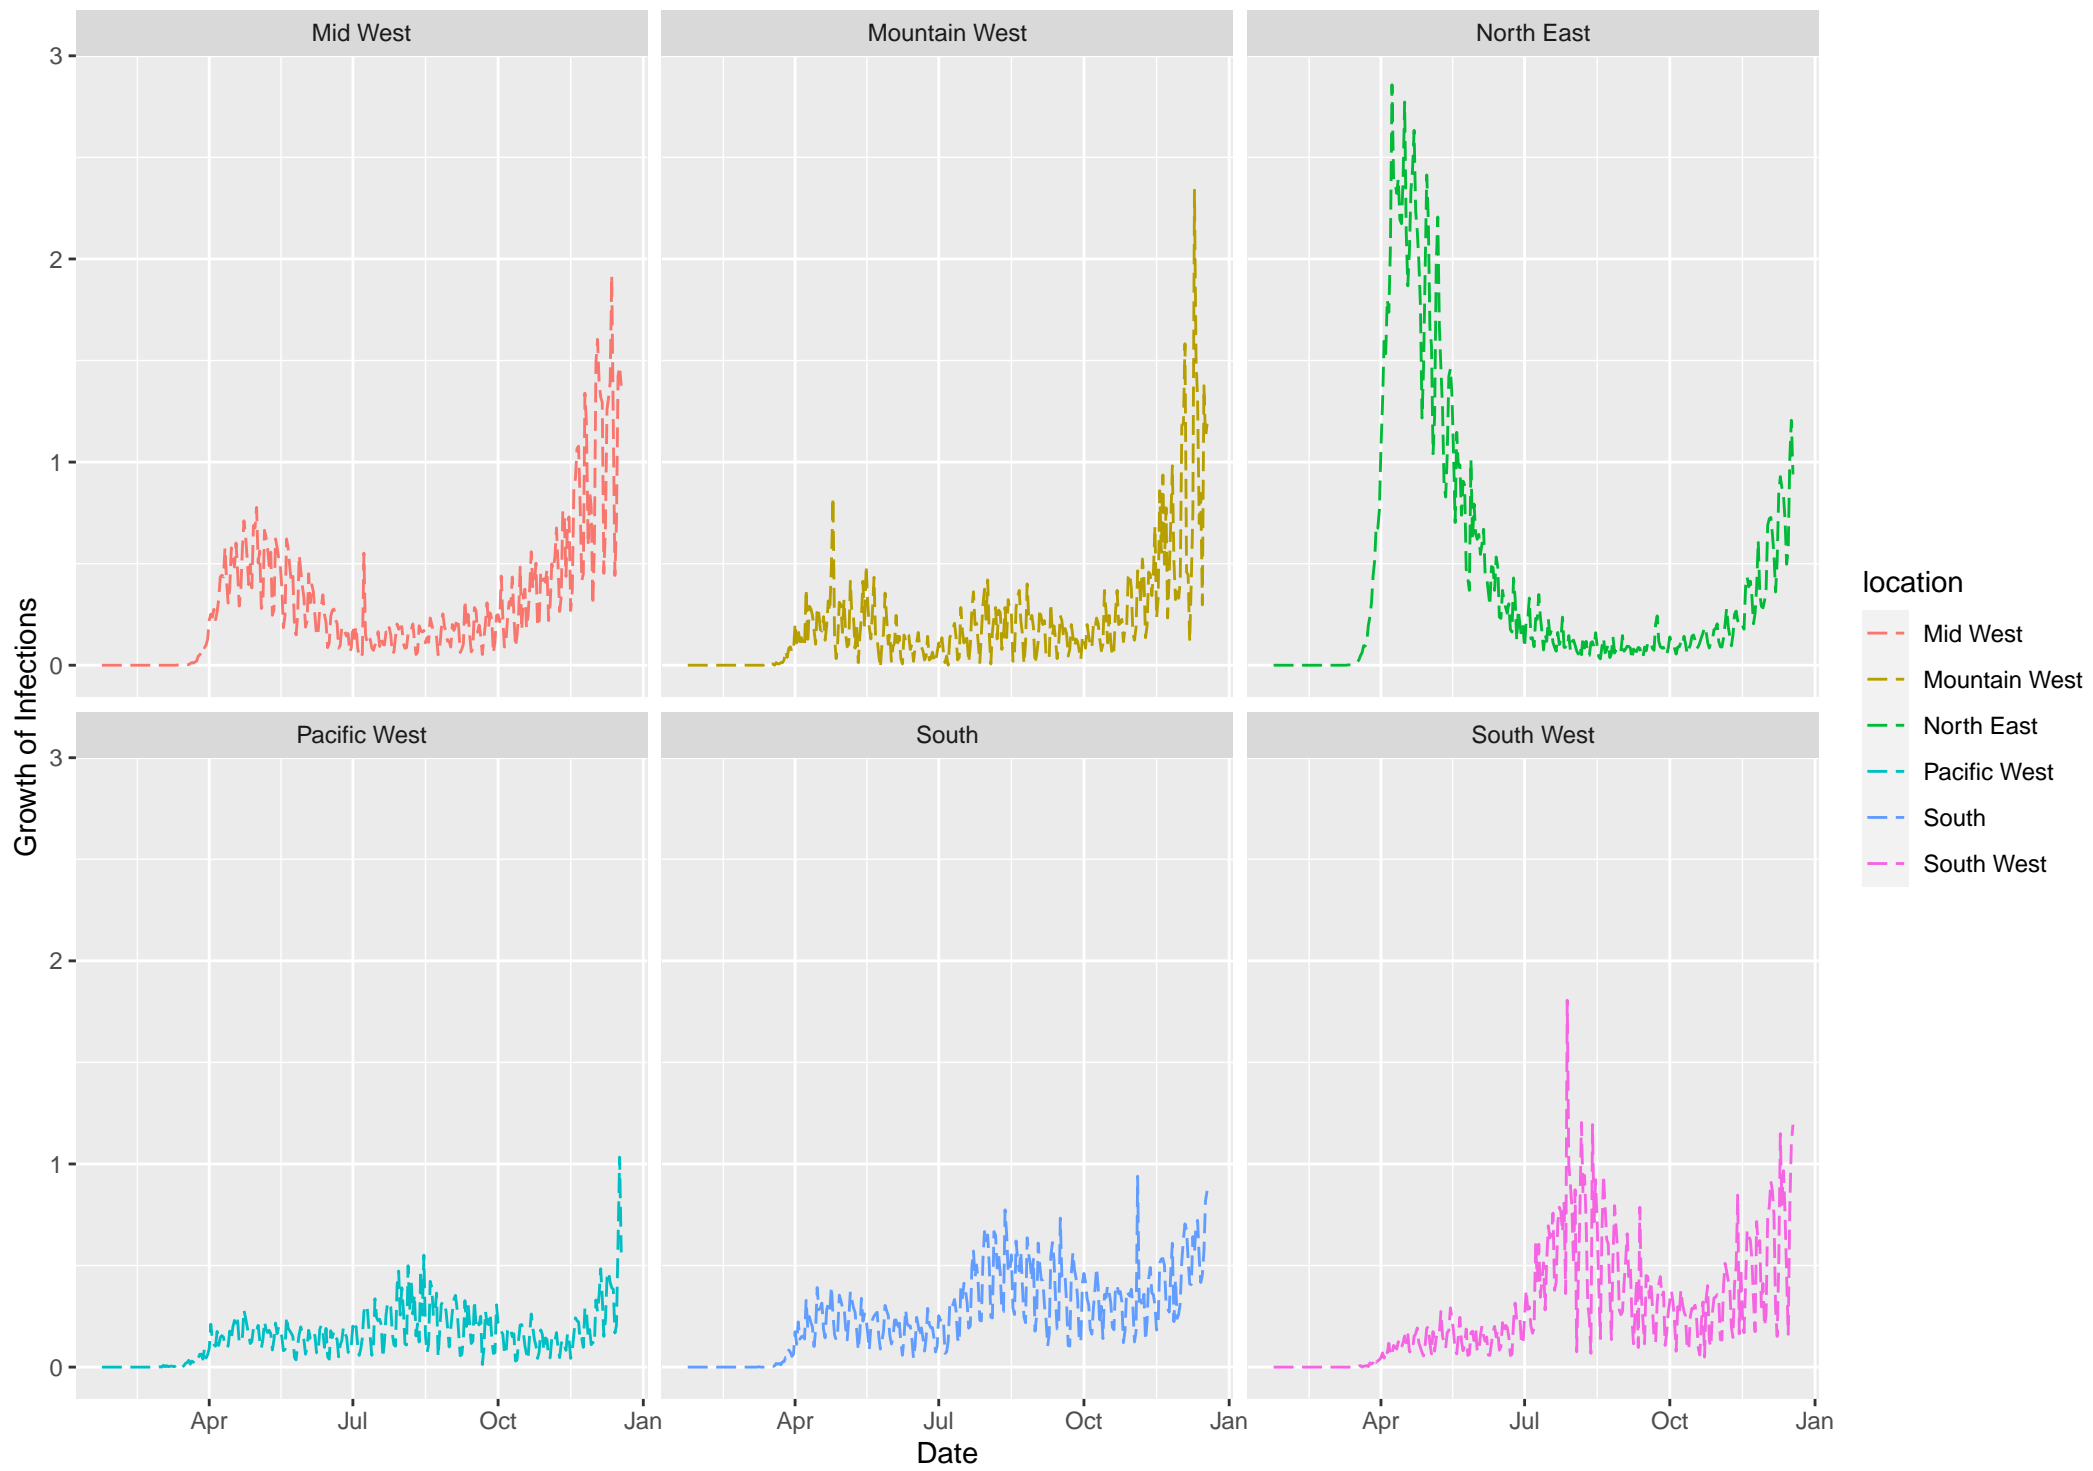 Mid West
Mountain West
North East
3
2
1
0
Growth of Infections
Pacific West
South
South West
3
2
1
0
Apr
Jul
Oct
Jan
Apr
Jul
Oct
Jan
Apr
Jul
Oct
Jan
Date
location
Mid West
Mountain West
North East
Pacific West
South
South West